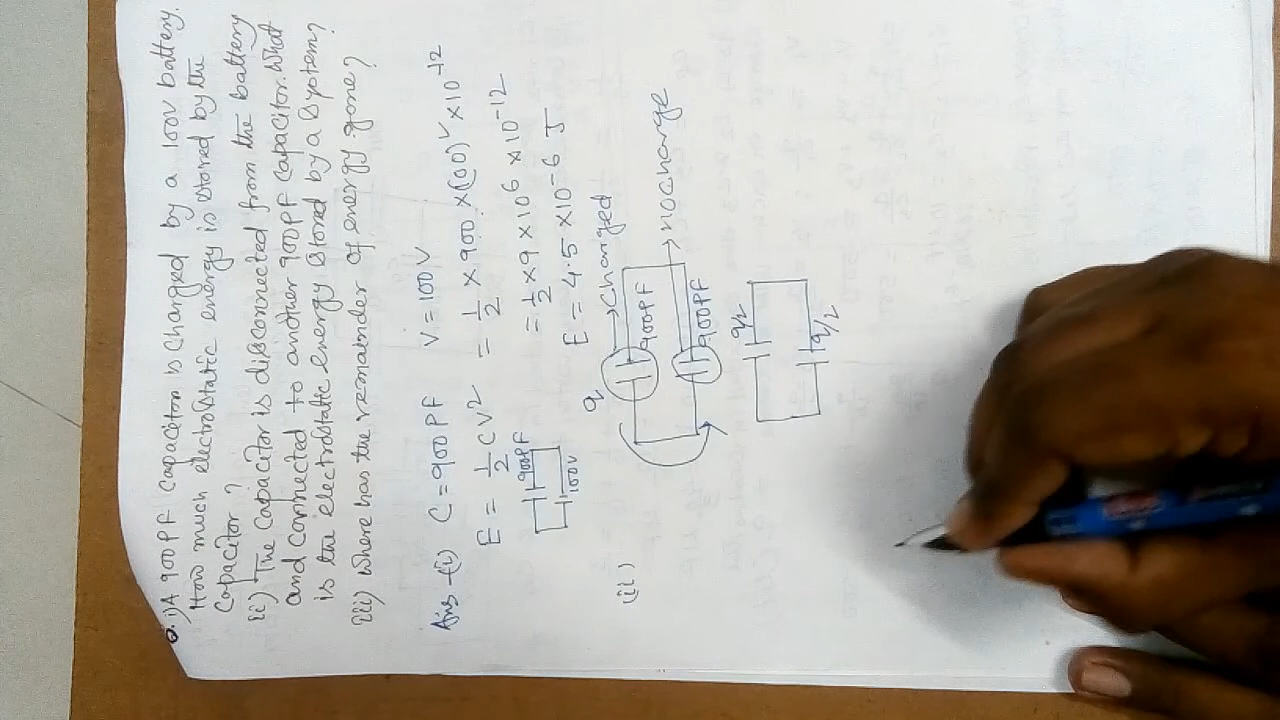 Q. i) A 900 PF capacitor is charged by a 100V battery.
How much electrostatic energy is stored by the
capacitor ?
ii) The capacitor is disconnected from the battery
and connected to another 900PF capacitor. What
is the electrostatic energy stored by a system?
iii) Where has the remainder of energy gone?
Ans -(i) C = 900 PF V = 100 V
E = 1/2 CV² = 1/2 × 900 × (100)² × 10⁻¹²
= 1/2 × 9 × 10⁶ × 10⁻¹²
E = 4.5 × 10⁻⁶ J
900PF
100V
(ii)
q → Charged
900PF
900PF → no charge
q/2
q/2